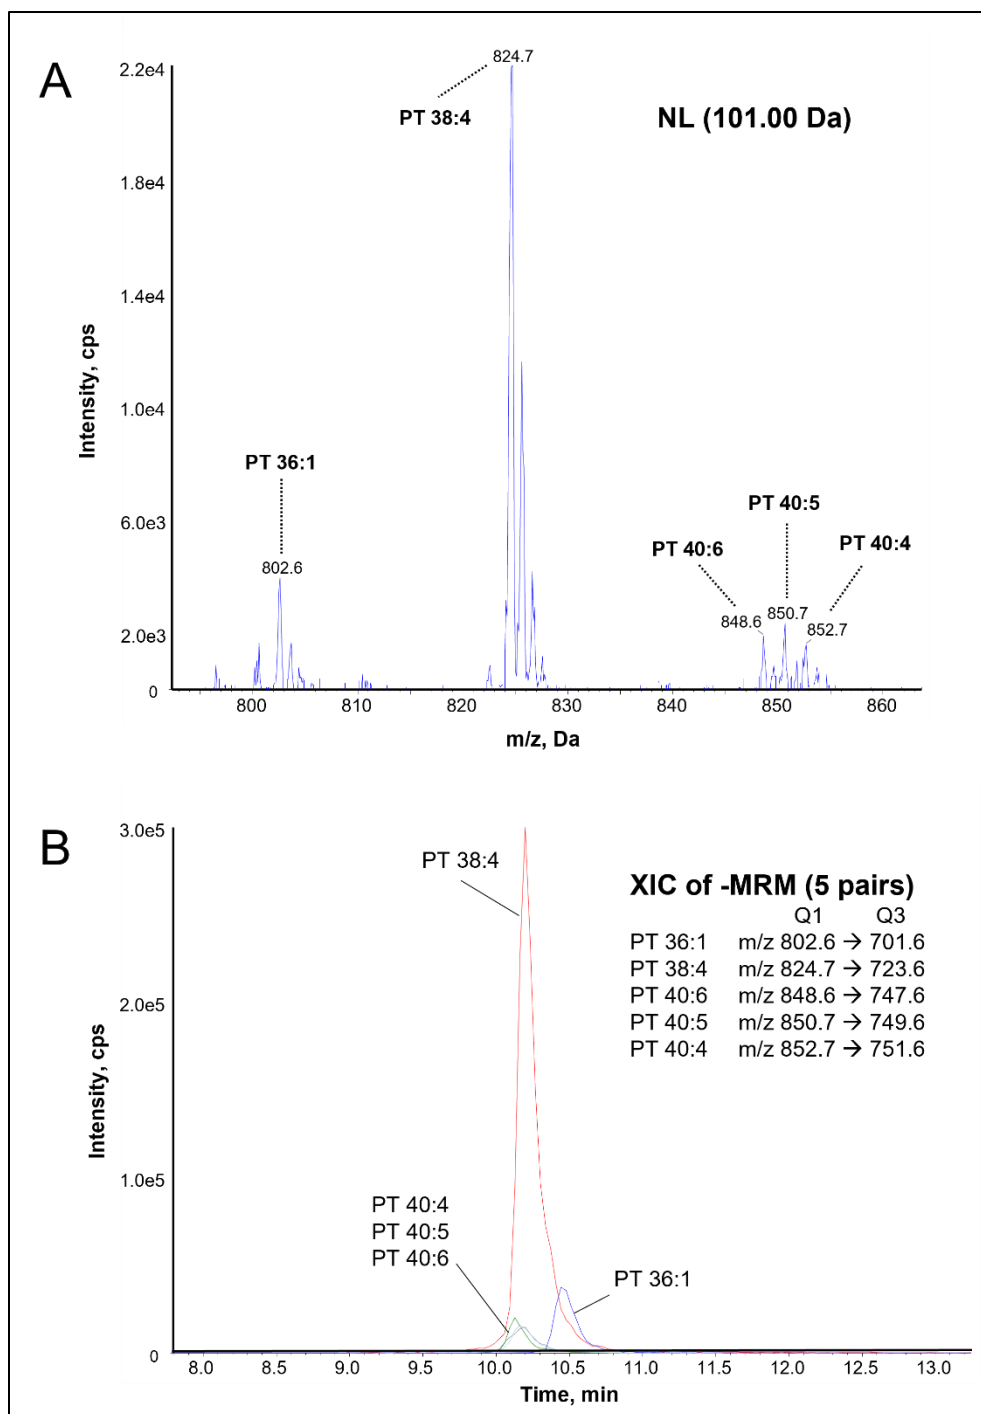 A
824.7
2.2e4
PT 38:4
NL (101.00 Da)
1.8e4
1.4e4
Intensity, cps
1.0e4
6.0e3
2.0e3
0
PT 36:1
802.6
PT 40:5
PT 40:6
PT 40:4
848.6
850.7
852.7
800 810 820 830 840 850 860
m/z, Da
B
3.0e5
PT 38:4
XIC of -MRM (5 pairs)
Q1 Q3
PT 36:1 m/z 802.6 → 701.6
PT 38:4 m/z 824.7 → 723.6
PT 40:6 m/z 848.6 → 747.6
PT 40:5 m/z 850.7 → 749.6
PT 40:4 m/z 852.7 → 751.6
2.0e5
Intensity, cps
1.0e5
PT 40:4
PT 40:5
PT 40:6
PT 36:1
0
8.0 8.5 9.0 9.5 10.0 10.5 11.0 11.5 12.0 12.5 13.0
Time, min